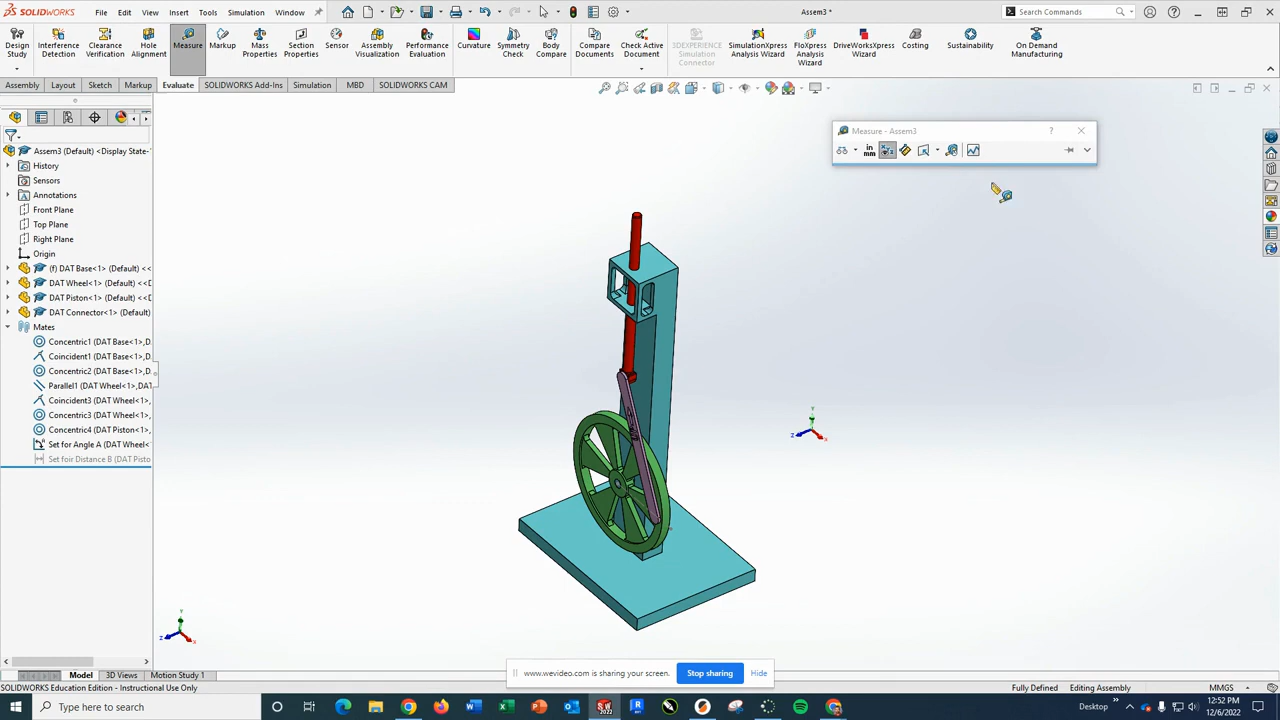 SOLIDWORKS File Edit View Insert Tools Simulation Window Assem3 * Search Commands
Design Study Interference Detection Clearance Verification Hole Alignment Measure Markup Mass Properties Section Properties Sensor Assembly Visualization Performance Evaluation Curvature Symmetry Check Body Compare Compare Documents Check Active Document 3DEXPERIENCE Simulation Connector SimulationXpress Analysis Wizard FloXpress Analysis Wizard DriveWorksXpress Wizard Costing Sustainability On Demand Manufacturing
Assembly Layout Sketch Markup Evaluate SOLIDWORKS Add-Ins Simulation MBD SOLIDWORKS CAM
Measure - Assem3
in
mm
Assem3 (Default) <Display State-
History
Sensors
Annotations
Front Plane
Top Plane
Right Plane
Origin
(f) DAT Base<1> (Default) <<
DAT Wheel<1> (Default) <<D
DAT Piston<1> (Default) <<D
DAT Connector<1> (Default)
Mates
Concentric1 (DAT Base<1>,D
Coincident1 (DAT Base<1>,D
Concentric2 (DAT Base<1>,D
Parallel1 (DAT Wheel<1>,DAT
Coincident3 (DAT Wheel<1>,
Concentric3 (DAT Wheel<1>,
Concentric4 (DAT Piston<1>,
Set for Angle A (DAT Wheel<
Set foir Distance B (DAT Pisto
Y
Z
X
Y
Z
X
Model 3D Views Motion Study 1
www.wevideo.com is sharing your screen. Stop sharing Hide
SOLIDWORKS Education Edition - Instructional Use Only Fully Defined Editing Assembly MMGS
Type here to search
Desktop
12:52 PM
12/6/2022